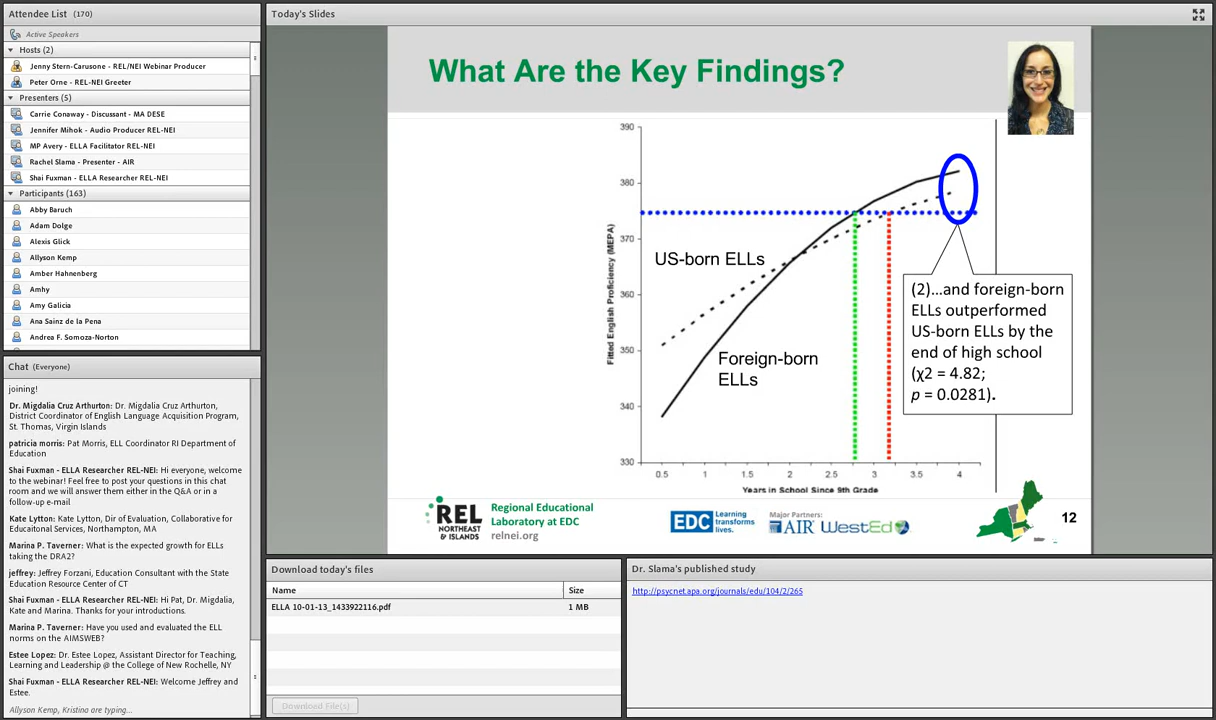 Attendee List (170)
Active Speakers
Hosts (2)
Jenny Stern-Carusone - REL/NEI Webinar Producer
Peter Orne - REL-NEI Greeter
Presenters (5)
Carrie Conaway - Discussant - MA DESE
Jennifer Mihok - Audio Producer REL-NEI
MP Avery - ELLA Facilitator REL-NEI
Rachel Slama - Presenter - AIR
Shai Fuxman - ELLA Researcher REL-NEI
Participants (163)
Abby Baruch
Adam Dolge
Alexis Glick
Allyson Kemp
Amber Hahnenberg
Amhy
Amy Galicia
Ana Sainz de la Pena
Andrea F. Somoza-Norton
Chat (Everyone)
joining!
Dr. Migdalia Cruz Arthurton: Dr. Migdalia Cruz Arthurton,
District Coordinator of English Language Acquisition Program,
St. Thomas, Virgin Islands
patricia morris: Pat Morris, ELL Coordinator RI Department of
Education
Shai Fuxman - ELLA Researcher REL-NEI: Hi everyone, welcome
to the webinar! Feel free to post your questions in this chat
room and we will answer them either in the Q&A or in a
follow-up e-mail
Kate Lytton: Kate Lytton, Dir of Evaluation, Collaborative for
Educaitonal Services, Northampton, MA
Marina P. Taverner: What is the expected growth for ELLs
taking the DRA2?
jeffrey: Jeffrey Forzani, Education Consultant with the State
Education Resource Center of CT
Shai Fuxman - ELLA Researcher REL-NEI: Hi Pat, Dr. Migdalia,
Kate and Marina. Thanks for your introductions.
Marina P. Taverner: Have you used and evaluated the ELL
norms on the AIMSWEB?
Estee Lopez: Dr. Estee Lopez, Assistant Director for Teaching,
Learning and Leadership @ the College of New Rochelle, NY
Shai Fuxman - ELLA Researcher REL-NEI: Welcome Jeffrey and
Estee.
Allyson Kemp, Kristina are typing...
Today's Slides
What Are the Key Findings?
Fitted English Proficiency (MEPA)
390
380
370
360
350
340
330
US-born ELLs
Foreign-born
ELLs
(2)...and foreign-born
ELLs outperformed
US-born ELLs by the
end of high school
(χ2 = 4.82;
p = 0.0281).
0.5 1 1.5 2 2.5 3 3.5 4
Years in School Since 9th Grade
REL
NORTHEAST
& ISLANDS
Regional Educational
Laboratory at EDC
relnei.org
EDC Learning
transforms
lives.
Major Partners:
AIR WestEd
12
Download today's files
Name Size
ELLA 10-01-13_1433922116.pdf 1 MB
Download File(s)
Dr. Slama's published study
http://psycnet.apa.org/journals/edu/104/2/265